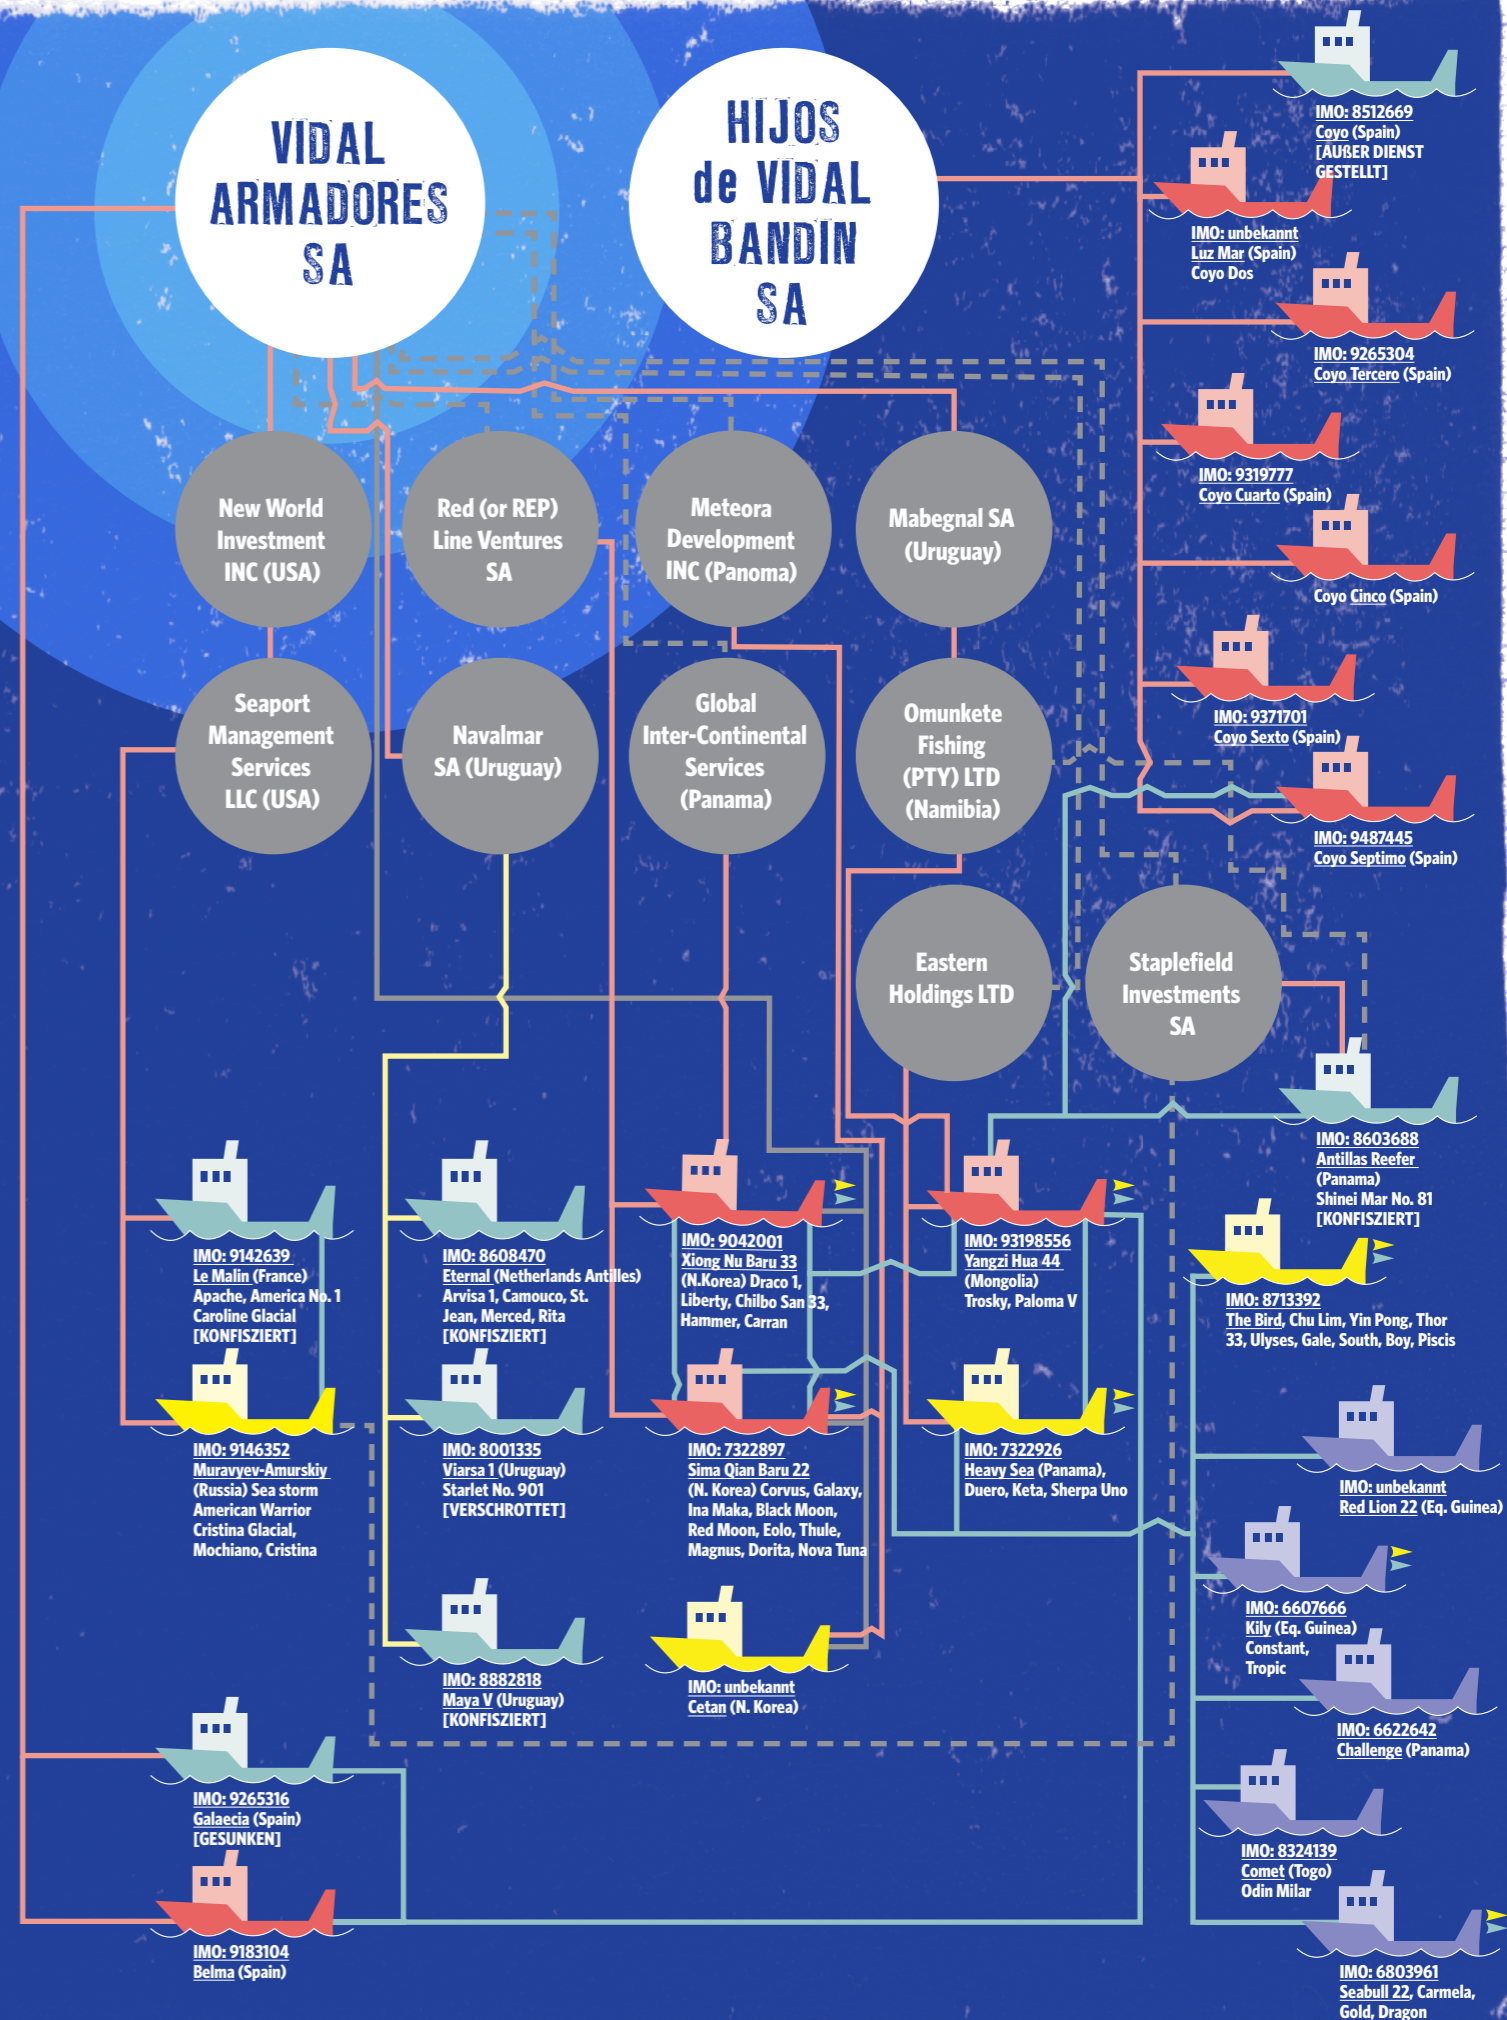 VIDAL
ARMADORES
SA
HIJOS
de VIDAL
BANDIN
SA
IMO: 8512669
Coyo (Spain)
[AUßER DIENST
GESTELLT]
IMO: unbekannt
Luz Mar (Spain)
Coyo Dos
IMO: 9265304
Coyo Tercero (Spain)
IMO: 9319777
Coyo Cuarto (Spain)
Coyo Cinco (Spain)
IMO: 9371701
Coyo Sexto (Spain)
IMO: 9487445
Coyo Septimo (Spain)
New World
Investment
INC (USA)
Red (or REP)
Line Ventures
SA
Meteora
Development
INC (Panoma)
Mabegnal SA
(Uruguay)
Seaport
Management
Services
LLC (USA)
Navalmar
SA (Uruguay)
Global
Inter-Continental
Services
(Panama)
Omunkete
Fishing
(PTY) LTD
(Namibia)
Eastern
Holdings LTD
Staplefield
Investments
SA
IMO: 8603688
Antillas Reefer
(Panama)
Shinei Mar No. 81
[KONFISZIERT]
IMO: 9142639
Le Malin (France)
Apache, America No. 1
Caroline Glacial
[KONFISZIERT]
IMO: 8608470
Eternal (Netherlands Antilles)
Arvisa 1, Camouco, St.
Jean, Merced, Rita
[KONFISZIERT]
IMO: 9042001
Xiong Nu Baru 33
(N.Korea) Draco 1,
Liberty, Chilbo San 33,
Hammer, Carran
IMO: 93198556
Yangzi Hua 44
(Mongolia)
Trosky, Paloma V
IMO: 8713392
The Bird, Chu Lim, Yin Pong, Thor
33, Ulyses, Gale, South, Boy, Piscis
IMO: 9146352
Muravyev-Amurskiy
(Russia) Sea storm
American Warrior
Cristina Glacial,
Mochiano, Cristina
IMO: 8001335
Viarsa 1 (Uruguay)
Starlet No. 901
[VERSCHROTTET]
IMO: 7322897
Sima Qian Baru 22
(N. Korea) Corvus, Galaxy,
Ina Maka, Black Moon,
Red Moon, Eolo, Thule,
Magnus, Dorita, Nova Tuna
IMO: 7322926
Heavy Sea (Panama),
Duero, Keta, Sherpa Uno
IMO: unbekannt
Red Lion 22 (Eq. Guinea)
IMO: 6607666
Kily (Eq. Guinea)
Constant,
Tropic
IMO: 8882818
Maya V (Uruguay)
[KONFISZIERT]
IMO: unbekannt
Cetan (N. Korea)
IMO: 6622642
Challenge (Panama)
IMO: 9265316
Galaecia (Spain)
[GESUNKEN]
IMO: 8324139
Comet (Togo)
Odin Milar
IMO: 9183104
Belma (Spain)
IMO: 6803961
Seabull 22, Carmela,
Gold, Dragon